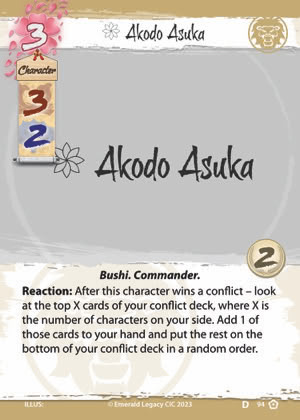 3
Akodo Asuka
Character
3
2
Akodo Asuka
2
Bushi. Commander.
Reaction: After this character wins a conflict – look
at the top X cards of your conflict deck, where X is
the number of characters on your side. Add 1 of
those cards to your hand and put the rest on the
bottom of your conflict deck in a random order.
ILLUS:
© Emerald Legacy CIC 2023
D 94